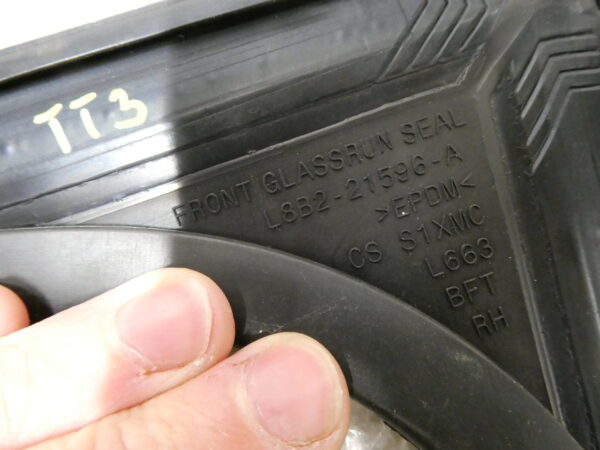 TT3
FRONT GLASSRUN SEAL
L8B2-21596-A
>EPDM<
CS S1XMC
L663
BFT
RH